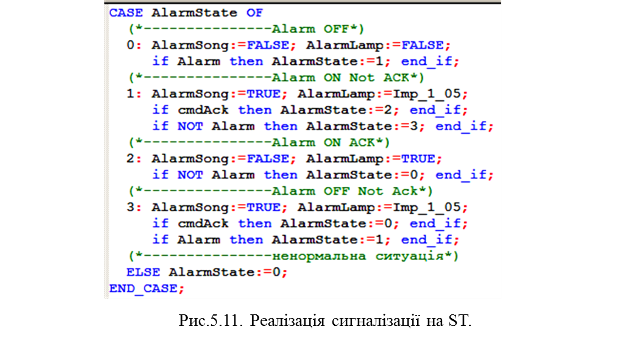 CASE AlarmState OF
(*---------------Alarm OFF*)
0: AlarmSong:=FALSE; AlarmLamp:=FALSE;
if Alarm then AlarmState:=1; end_if;
(*---------------Alarm ON Not ACK*)
1: AlarmSong:=TRUE; AlarmLamp:=Imp_1_05;
if cmdAck then AlarmState:=2; end_if;
if NOT Alarm then AlarmState:=3; end_if;
(*---------------Alarm ON ACK*)
2: AlarmSong:=FALSE; AlarmLamp:=TRUE;
if NOT Alarm then AlarmState:=0; end_if;
(*---------------Alarm OFF Not Ack*)
3: AlarmSong:=TRUE; AlarmLamp:=Imp_1_05;
if cmdAck then AlarmState:=0; end_if;
if Alarm then AlarmState:=1; end_if;
(*---------------ненормальна ситуація*)
ELSE AlarmState:=0;
END_CASE;
Рис.5.11. Реалізація сигналізації на ST.